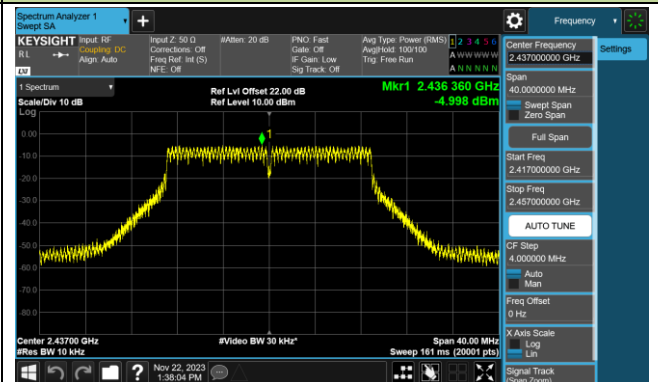 Spectrum Analyzer 1
Swept SA
+
Frequency
KEYSIGHT
RL
LXI
Input: RF
Coupling: DC
Align: Auto
Input Z: 50 Ω
Corrections: Off
Freq Ref: Int (S)
NFE: Off
#Atten: 20 dB
PNO: Fast
Gate: Off
IF Gain: Low
Sig Track: Off
Avg Type: Power (RMS)
Avg|Hold: 100/100
Trig: Free Run
1 2 3 4 5 6
A W W W W W
A N N N N N
1 Spectrum
Scale/Div 10 dB
Log
Ref Lvl Offset 22.00 dB
Ref Level 10.00 dBm
Mkr1 2.436 360 GHz
-4.998 dBm
1
0.00
-10.0
-20.0
-30.0
-40.0
-50.0
-60.0
-70.0
-80.0
Center 2.43700 GHz
#Res BW 10 kHz
#Video BW 30 kHz*
Span 40.00 MHz
Sweep 161 ms (20001 pts)
?
Nov 22, 2023
1:38:04 PM
Center Frequency
2.437000000 GHz
Span
40.0000000 MHz
Swept Span
Zero Span
Full Span
Start Freq
2.417000000 GHz
Stop Freq
2.457000000 GHz
AUTO TUNE
CF Step
4.000000 MHz
Auto
Man
Freq Offset
0 Hz
X Axis Scale
Log
Lin
Signal Track
(Span Zoom)
Settings